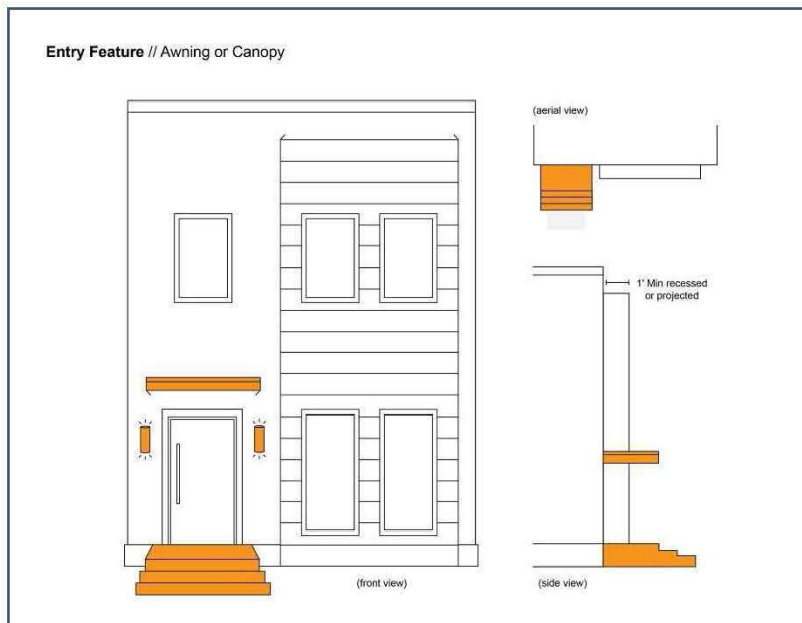 Entry Feature // Awning or Canopy
(aerial view)
1' Min recessed
or projected
(front view)
(side view)